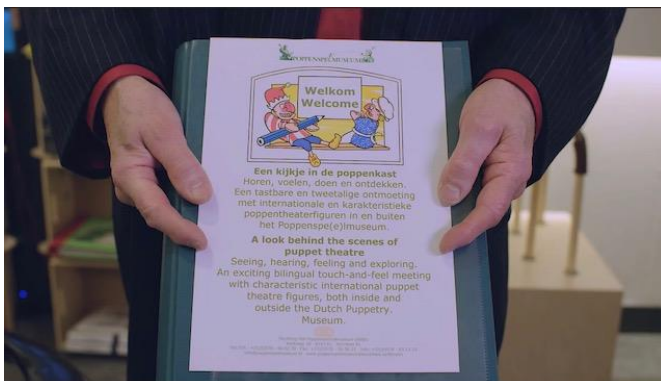 POPPENSPELMUSEUM
Welkom
Welcome
Een kijkje in de poppenkast
Horen, voelen, doen en ontdekken.
Een tastbare en tweetalige ontmoeting
met internationale en karakteristieke
poppentheaterfiguren in en buiten
het Poppenspe(e)lmuseum.
A look behind the scenes of
puppet theatre
Seeing, hearing, feeling and exploring.
An exciting bilingual touch-and-feel meeting
with characteristic international puppet
theatre figures, both inside and
outside the Dutch Puppetry
Museum.